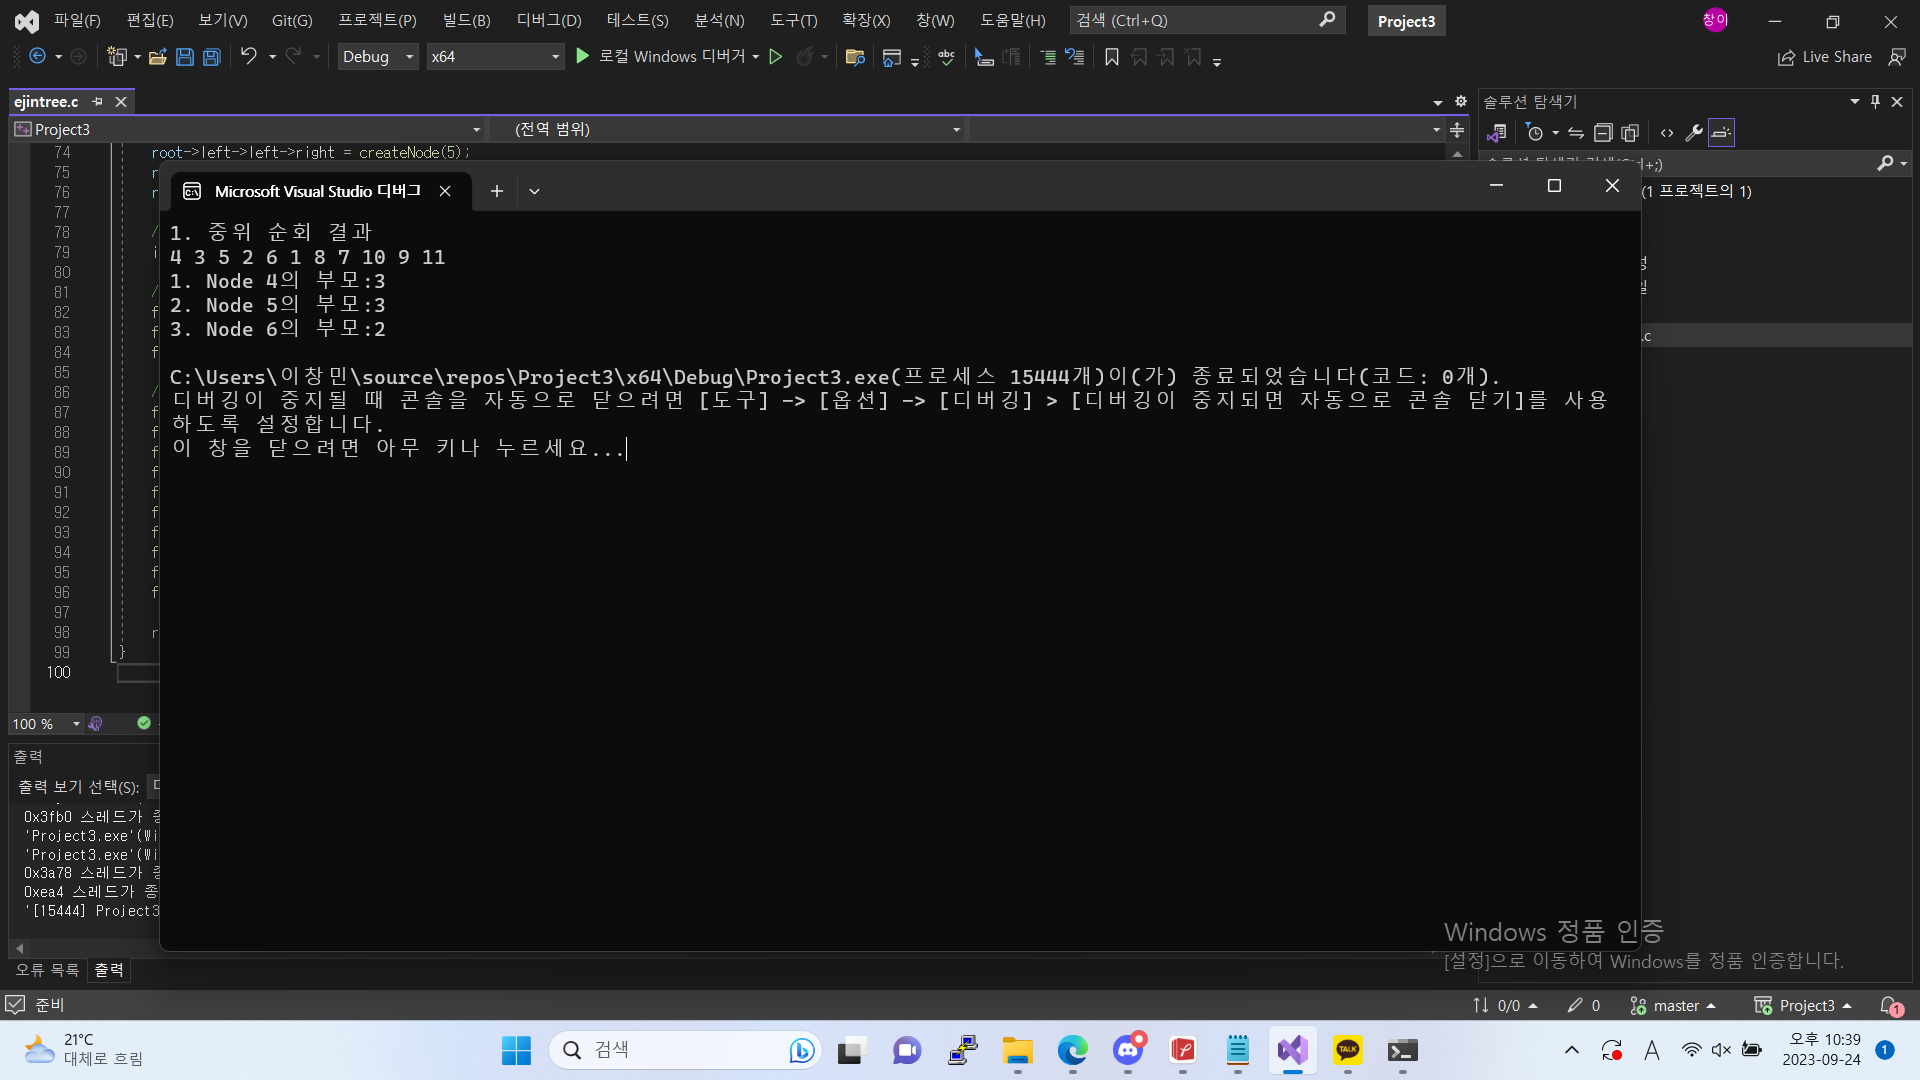 파일(F) 편집(E) 보기(V) Git(G) 프로젝트(P) 빌드(B) 디버그(D) 테스트(S) 분석(N) 도구(T) 확장(X) 창(W) 도움말(H) 검색 (Ctrl+Q) Project3 창이
Debug x64 로컬 Windows 디버거 Live Share
ejintree.c 솔루션 탐색기
Project3 (전역 범위)
74 root->left->left->right = createNode(5);
75 r
76 r
77
78 /
79 i
80
81 /
82 f
83 f
84 f
85
86 /
87 f
88 f
89 f
90 f
91 f
92 f
93 f
94 f
95 f
96 f
97
98 r
99 }
100
(1 프로젝트의 1)
.c
Microsoft Visual Studio 디버그
1. 중위 순회 결과
4 3 5 2 6 1 8 7 10 9 11
1. Node 4의 부모:3
2. Node 5의 부모:3
3. Node 6의 부모:2
C:\Users\이창민\source\repos\Project3\x64\Debug\Project3.exe(프로세스 15444개)이(가) 종료되었습니다(코드: 0개).
디버깅이 중지될 때 콘솔을 자동으로 닫으려면 [도구] -> [옵션] -> [디버깅] > [디버깅이 중지되면 자동으로 콘솔 닫기]를 사용
하도록 설정합니다.
이 창을 닫으려면 아무 키나 누르세요...
100 %
출력
출력 보기 선택(S):
0x3fb0 스레드가
'Project3.exe'(Wi
'Project3.exe'(Wi
0x3a78 스레드가
0xea4 스레드가 종
'[15444] Project3
오류 목록 출력
Windows 정품 인증
[설정]으로 이동하여 Windows를 정품 인증합니다.
준비 0/0 0 master Project3 1
21°C
대체로 흐림
검색
TALK
A
오후 10:39
2023-09-24
1